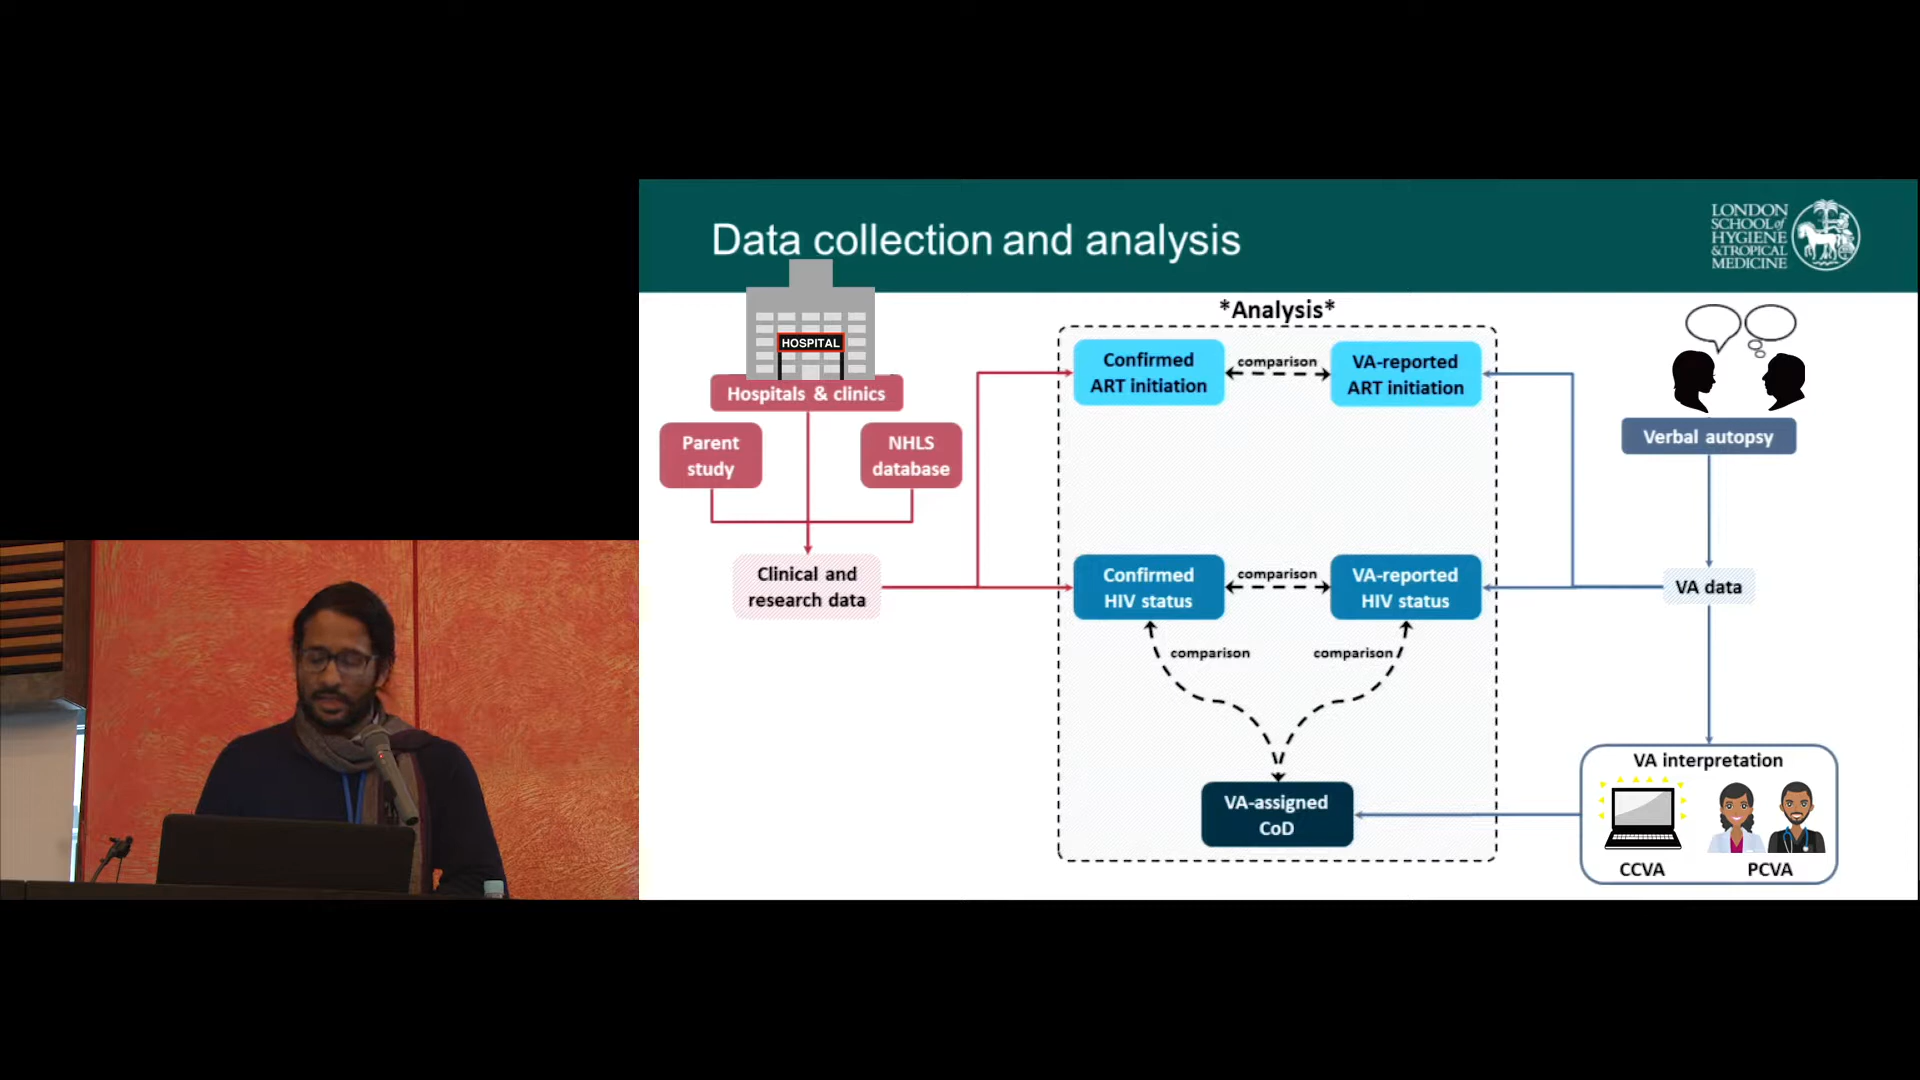 Data collection and analysis
LONDON
SCHOOL of
HYGIENE
& TROPICAL
MEDICINE
HOSPITAL
Hospitals & clinics
Parent
study
NHLS
database
Clinical and
research data
*Analysis*
Confirmed
ART initiation
comparison
VA-reported
ART initiation
Confirmed
HIV status
comparison
VA-reported
HIV status
comparison
comparison
VA-assigned
CoD
Verbal autopsy
VA data
VA interpretation
CCVA
PCVA